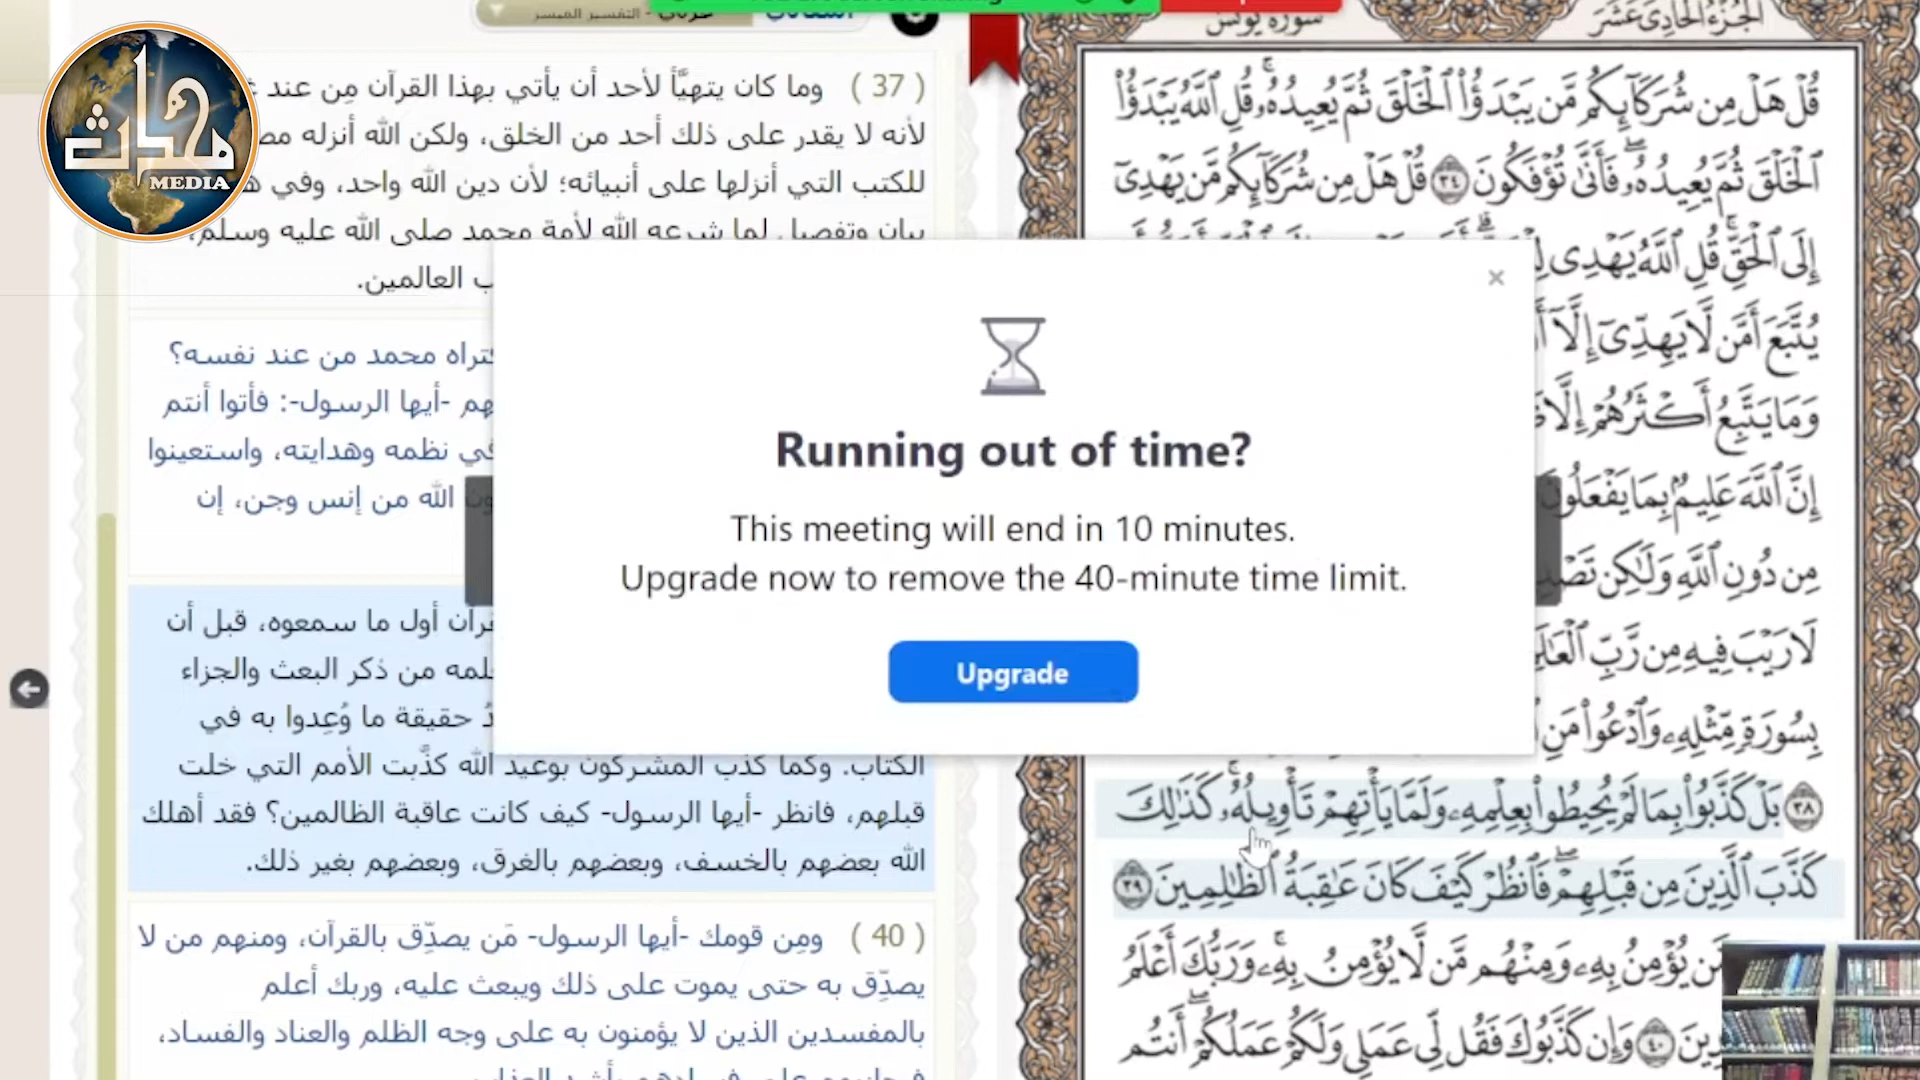 محدث
MEDIA
عربي - التفسير الميسر
سورة يونس
الجزء الحادي عشر
( 37 ) وما كان يتهيَّأ لأحد أن يأتي بهذا القرآن مِن عند
لأنه لا يقدر على ذلك أحد من الخلق، ولكن الله أنزله
للكتب التي أنزلها على أنبيائه؛ لأن دين الله واحد، وفي
بيان وتفصيل لما شرعه الله لأمة محمد صلى الله عليه وسلم،
العالمين.
محمد من عند نفسه؟
-أيها الرسول-: فأتوا أنتم
نظمه وهدايته، واستعينوا
الله من إنس وجن، إن
أول ما سمعوه، قبل أن
من ذكر البعث والجزاء
حقيقة ما وُعِدوا به في
الكتاب. وكما كذَّب المشركون بوعيد الله كذَّبت الأمم التي خلت
قبلهم، فانظر -أيها الرسول- كيف كانت عاقبة الظالمين؟ فقد أهلك
الله بعضهم بالخسف، وبعضهم بالغرق، وبعضهم بغير ذلك.
( 40 ) ومِن قومك -أيها الرسول- مَن يصدِّق بالقرآن، ومنهم من لا
يصدِّق به حتى يموت على ذلك ويبعث عليه، وربك أعلم
بالمفسدين الذين لا يؤمنون به على وجه الظلم والعناد والفساد،
Running out of time?
This meeting will end in 10 minutes.
Upgrade now to remove the 40-minute time limit.
Upgrade
قُلْ هَلْ مِن شُرَكَآئِكُم مَّن يَبْدَؤُا۟ ٱلْخَلْقَ ثُمَّ يُعِيدُهُۥ ۚ قُلِ ٱللَّهُ يَبْدَؤُا۟
ٱلْخَلْقَ ثُمَّ يُعِيدُهُۥ ۖ فَأَنَّىٰ تُؤْفَكُونَ ٣٤ قُلْ هَلْ مِن شُرَكَآئِكُم مَّن يَهْدِىٓ
إِلَى ٱلْحَقِّ ۚ قُلِ ٱللَّهُ يَهْدِى
يُتَّبَعَ أَمَّن لَّا يَهِدِّىٓ إِلَّآ
وَمَا يَتَّبِعُ أَكْثَرُهُمْ إِلَّا
إِنَّ ٱللَّهَ عَلِيمٌۢ بِمَا يَفْعَلُونَ
مِن دُونِ ٱللَّهِ وَلَٰكِن
لَا رَيْبَ فِيهِ مِن رَّبِّ
بِسُورَةٍ مِّثْلِهِۦ وَٱدْعُوا۟ مَنِ
٣٨ بَلْ كَذَّبُوا۟ بِمَا لَمْ يُحِيطُوا۟ بِعِلْمِهِۦ وَلَمَّا يَأْتِهِمْ تَأْوِيلُهُۥ ۚ كَذَٰلِكَ
كَذَّبَ ٱلَّذِينَ مِن قَبْلِهِمْ ۖ فَٱنظُرْ كَيْفَ كَانَ عَٰقِبَةُ ٱلظَّٰلِمِينَ ٣٩
مَّن يُؤْمِنُ بِهِۦ وَمِنْهُم مَّن لَّا يُؤْمِنُ بِهِۦ ۚ وَرَبُّكَ أَعْلَمُ
٤٠ وَإِن كَذَّبُوكَ فَقُل لِّى عَمَلِى وَلَكُمْ عَمَلُكُمْ ۖ أَنتُم